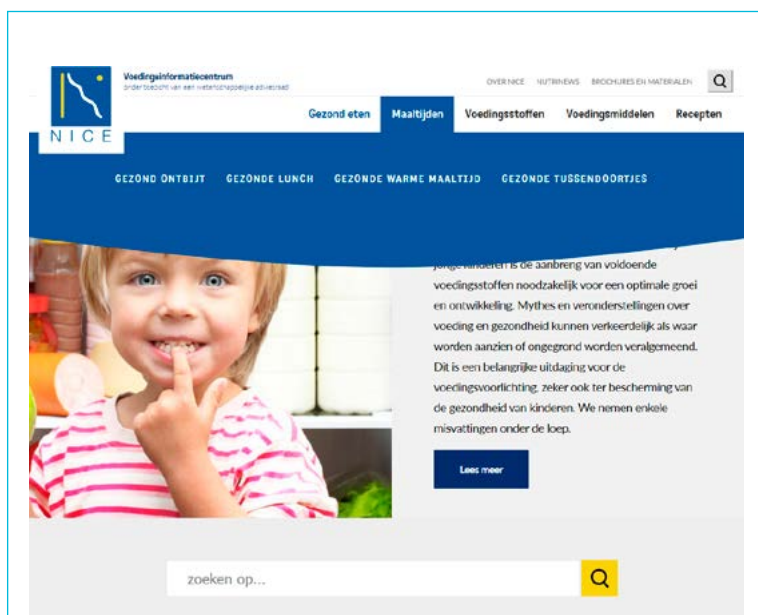 Voedingsinformatiecentrum
onder toezicht van een wetenschappelijke adviesraad
OVER NICE NUTRINEWS BROCHURES EN MATERIALEN
NICE
Gezond eten Maaltijden Voedingsstoffen Voedingsmiddelen Recepten
GEZOND ONTBIJT GEZONDE LUNCH GEZONDE WARME MAALTIJD GEZONDE TUSSENDOORTJES
jonge kinderen is de aanbreng van voldoende
voedingsstoffen noodzakelijk voor een optimale groei
en ontwikkeling. Mythes en veronderstellingen over
voeding en gezondheid kunnen verkeerdelijk als waar
worden aanzien of ongegrond worden veralgemeend.
Dit is een belangrijke uitdaging voor de
voedingsvoorlichting, zeker ook ter bescherming van
de gezondheid van kinderen. We nemen enkele
misvattingen onder de loep.
Lees meer
zoeken op...